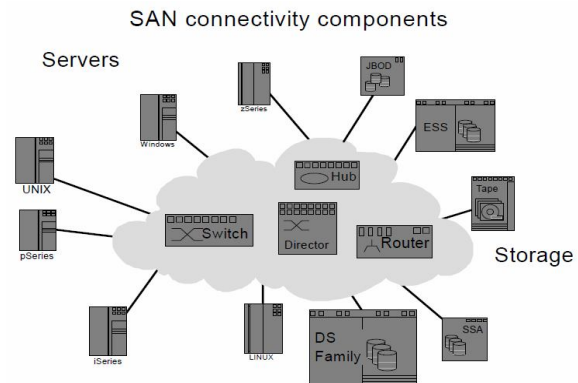 SAN connectivity components
Servers
zSeries
JBOD
Windows
ESS
UNIX
Hub
Tape
Switch
Director
Router
pSeries
Storage
iSeries
LINUX
DS
Family
SSA